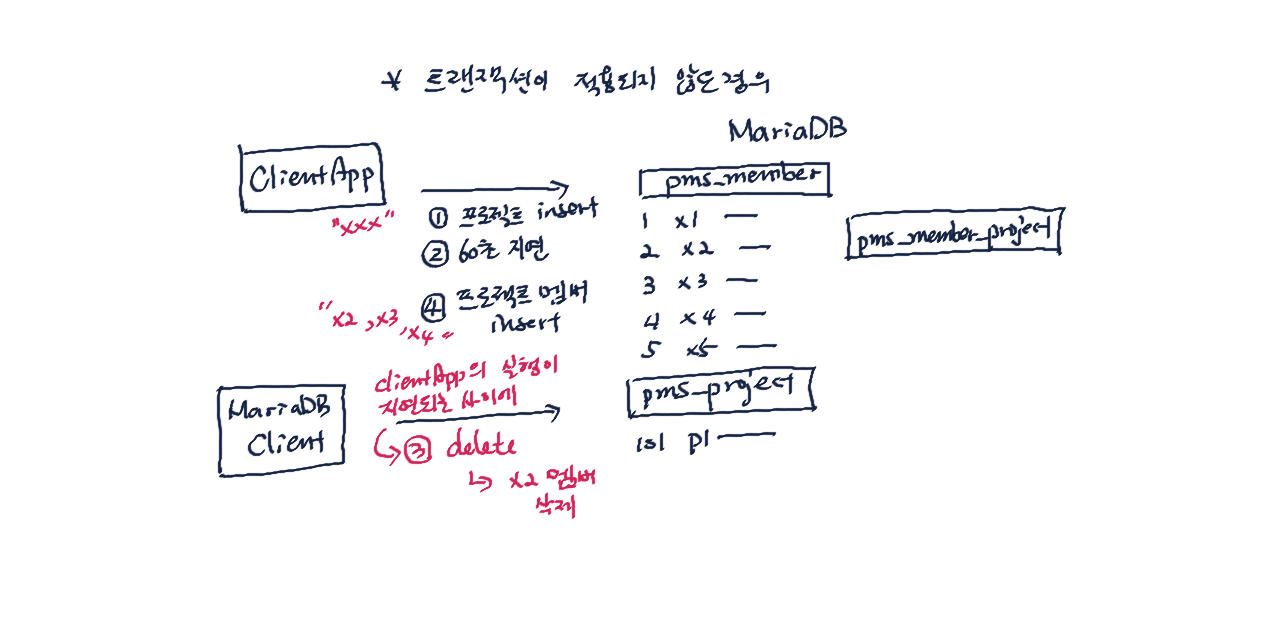 * 트랜잭션이 적용되지 않은 경우
MariaDB
ClientApp
"xxx"
① 프로젝트 insert
② 60초 지연
④ 프로젝트 멤버
insert
"x2, x3, x4"
pms_member
1 x1 —
2 x2 —
3 x3 —
4 x4 —
5 x5 —
pms_member_project
MariaDB
Client
clientApp의 실행이
지연되는 사이에
③ delete
↳ x2 멤버
삭제
pms_project
151 p1 —